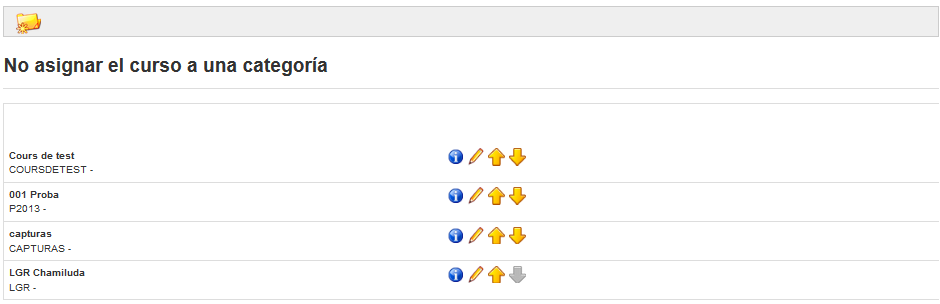 No asignar el curso a una categoría
Cours de test
COURSDETEST -
001 Proba
P2013 -
capturas
CAPTURAS -
LGR Chamiluda
LGR -